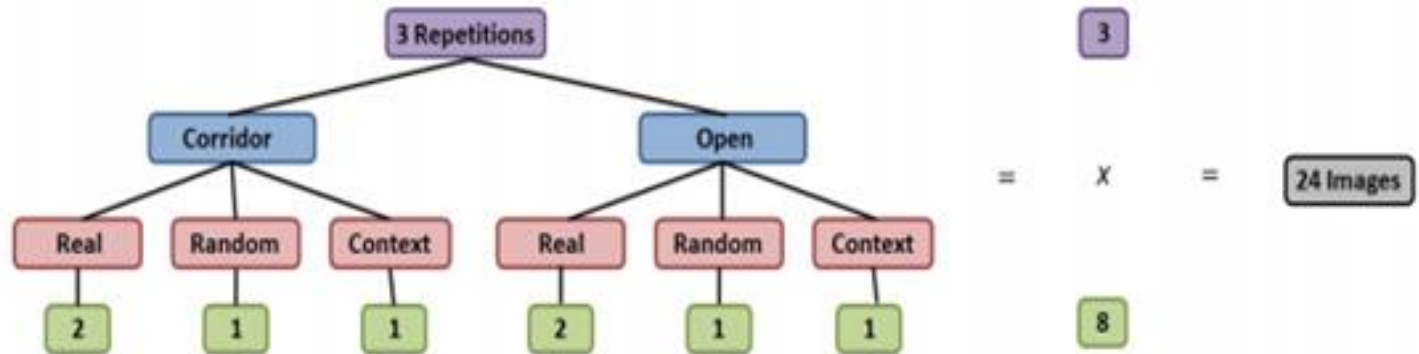 3 Repetitions 3
Corridor Open
= X = 24 Images
Real Random Context Real Random Context
2 1 1 2 1 1 8